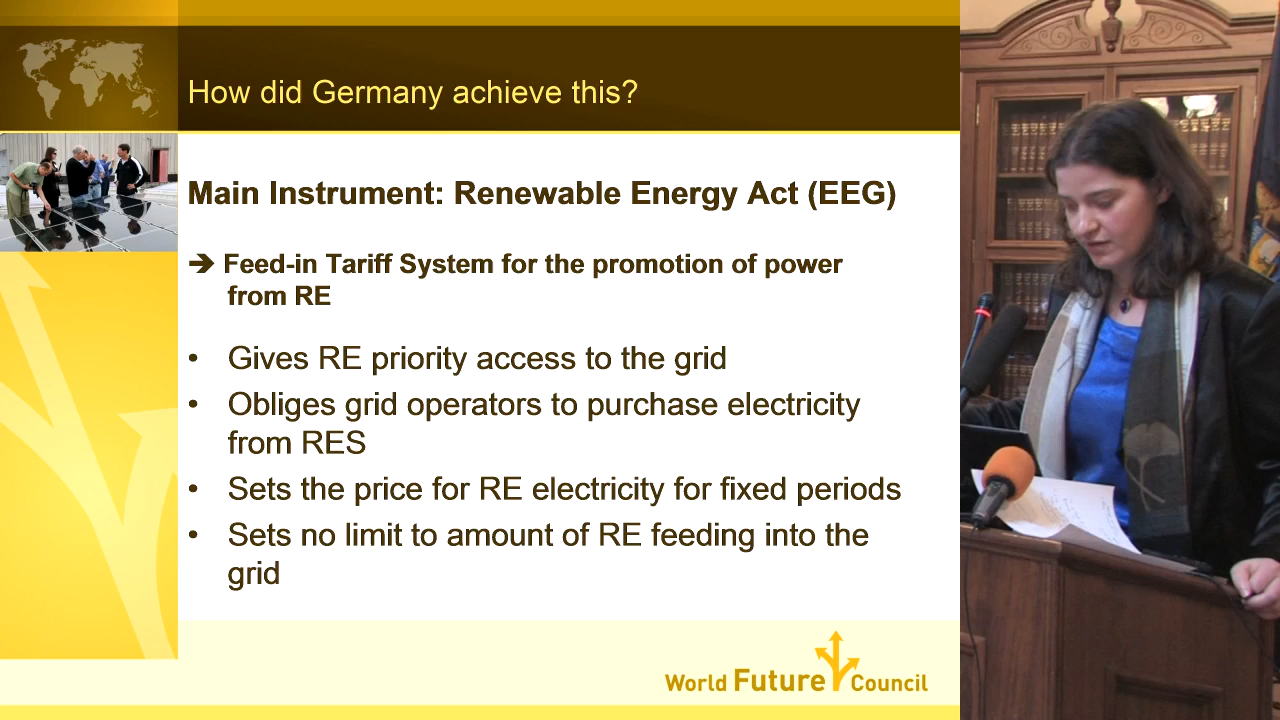 How did Germany achieve this?
Main Instrument: Renewable Energy Act (EEG)
➔ Feed-in Tariff System for the promotion of power
from RE
• Gives RE priority access to the grid
• Obliges grid operators to purchase electricity
from RES
• Sets the price for RE electricity for fixed periods
• Sets no limit to amount of RE feeding into the
grid
World Future Council